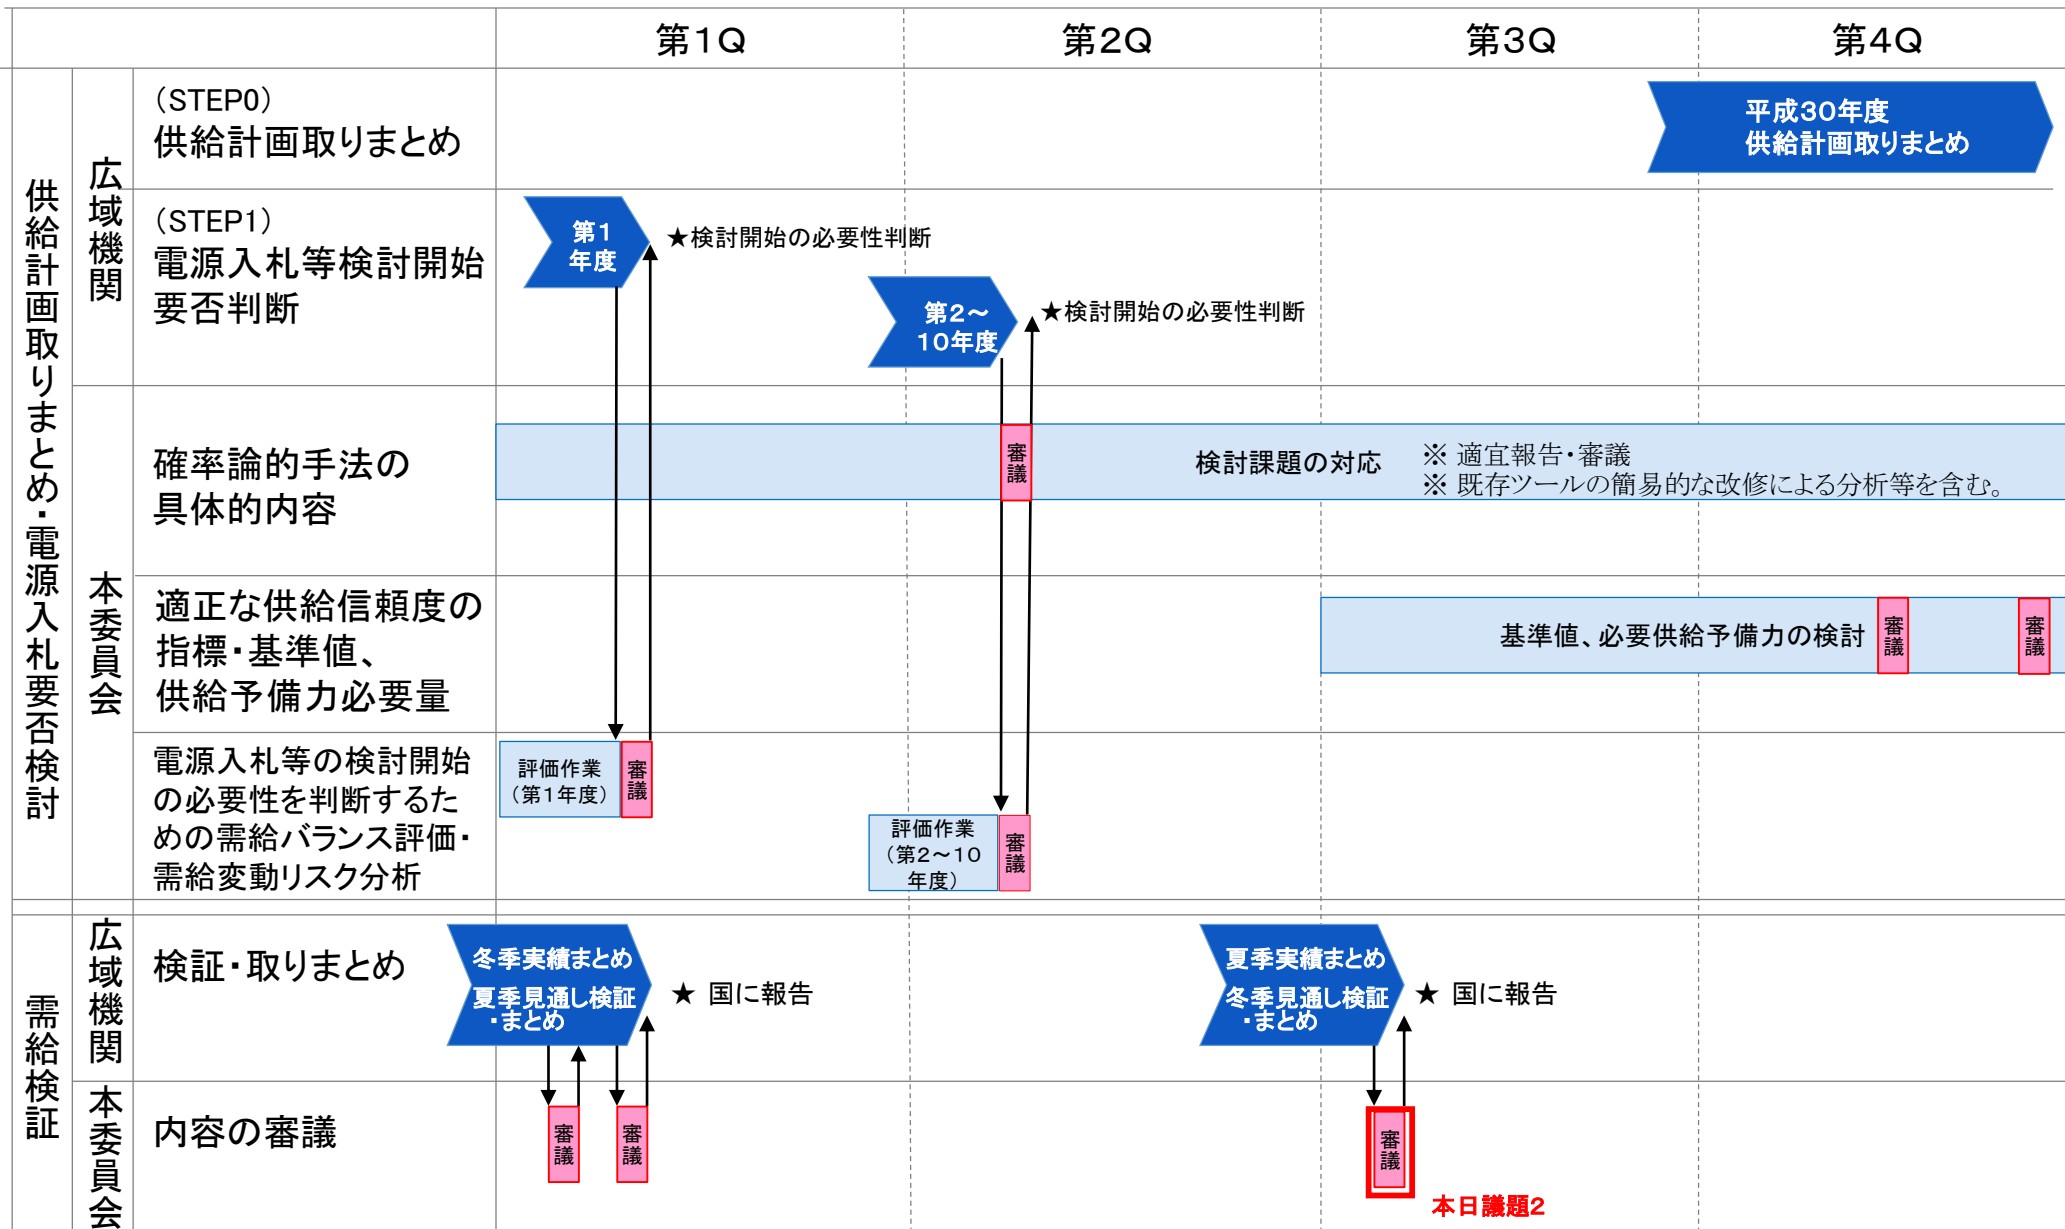 第1Q
第2Q
第3Q
第4Q
供給計画取りまとめ・電源入札要否検討
広域機関
(STEP0)
供給計画取りまとめ
平成30年度
供給計画取りまとめ
(STEP1)
電源入札等検討開始
要否判断
第1
年度
★検討開始の必要性判断
第2～
10年度
★検討開始の必要性判断
本委員会
確率論的手法の
具体的内容
審議
検討課題の対応
※ 適宜報告・審議
※ 既存ツールの簡易的な改修による分析等を含む。
適正な供給信頼度の
指標・基準値、
供給予備力必要量
基準値、必要供給予備力の検討
審議
審議
電源入札等の検討開始
の必要性を判断するた
めの需給バランス評価・
需給変動リスク分析
評価作業
（第1年度）
審議
評価作業
（第2～10
年度）
審議
需給検証
広域機関
検証・取りまとめ
冬季実績まとめ
夏季見通し検証
・まとめ
★ 国に報告
夏季実績まとめ
冬季見通し検証
・まとめ
★ 国に報告
本委員会
内容の審議
審議
審議
審議
本日議題2